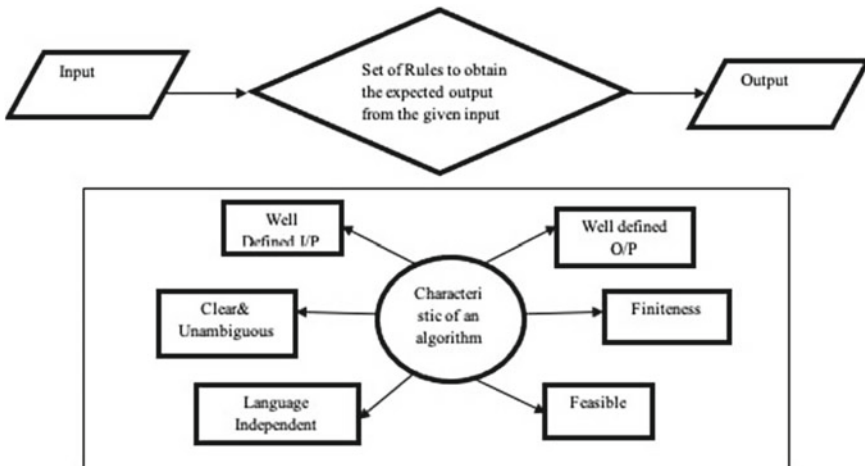 Input
Set of Rules to obtain
the expected output
from the given input
Output
Well
Defined I/P
Well defined
O/P
Clear&
Unambiguous
Characteri
stic of an
algorithm
Finiteness
Language
Independent
Feasible